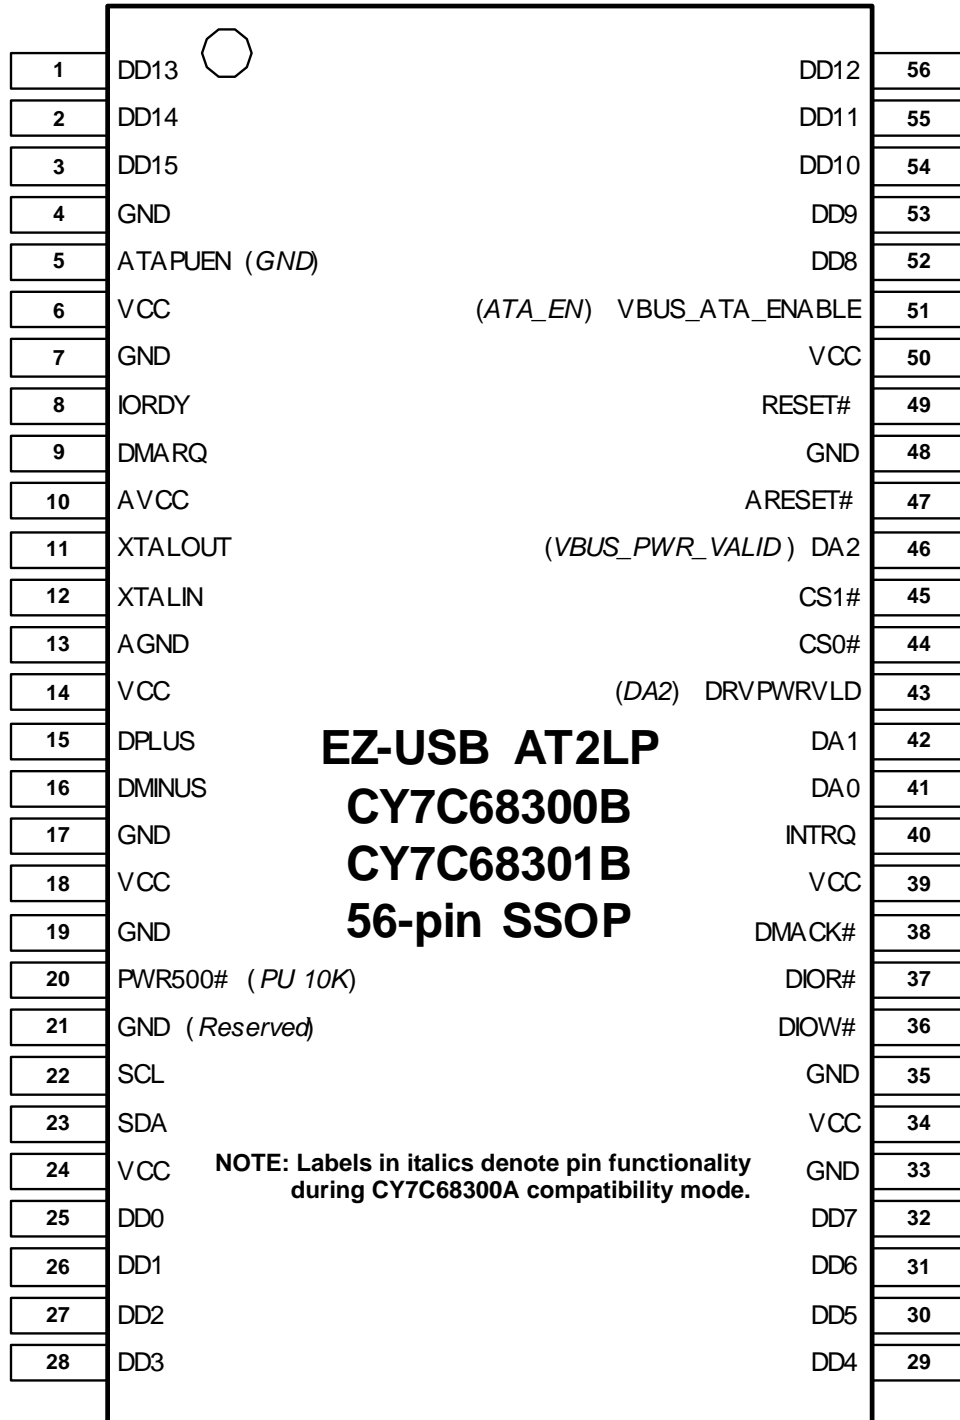 1 DD13 DD12 56
2 DD14 DD11 55
3 DD15 DD10 54
4 GND DD9 53
5 ATAPUEN (GND) DD8 52
6 VCC (ATA_EN) VBUS_ATA_ENABLE 51
7 GND VCC 50
8 IORDY RESET# 49
9 DMARQ GND 48
10 AVCC ARESET# 47
11 XTALOUT (VBUS_PWR_VALID) DA2 46
12 XTALIN CS1# 45
13 AGND CS0# 44
14 VCC (DA2) DRVPWRVLD 43
15 DPLUS DA1 42
16 DMINUS DA0 41
17 GND INTRQ 40
18 VCC VCC 39
19 GND DMACK# 38
20 PWR500# (PU 10K) DIOR# 37
21 GND (Reserved) DIOW# 36
22 SCL GND 35
23 SDA VCC 34
24 VCC GND 33
25 DD0 DD7 32
26 DD1 DD6 31
27 DD2 DD5 30
28 DD3 DD4 29
EZ-USB AT2LP
CY7C68300B
CY7C68301B
56-pin SSOP
NOTE: Labels in italics denote pin functionality
during CY7C68300A compatibility mode.